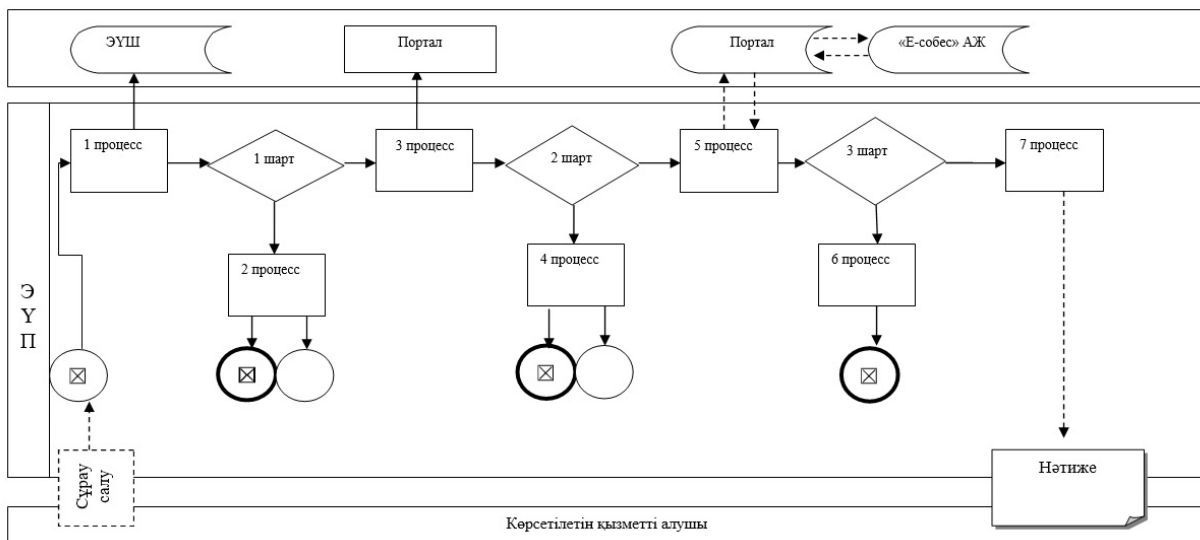 ЭҮШ
Портал
Портал
«Е-собес» АЖ
1 процесс
1 шарт
3 процесс
2 шарт
5 процесс
3 шарт
7 процесс
2 процесс
4 процесс
6 процесс
Э
Ү
П
Сұрау
салу
Нәтиже
Көрсетілетін қызметті алушы